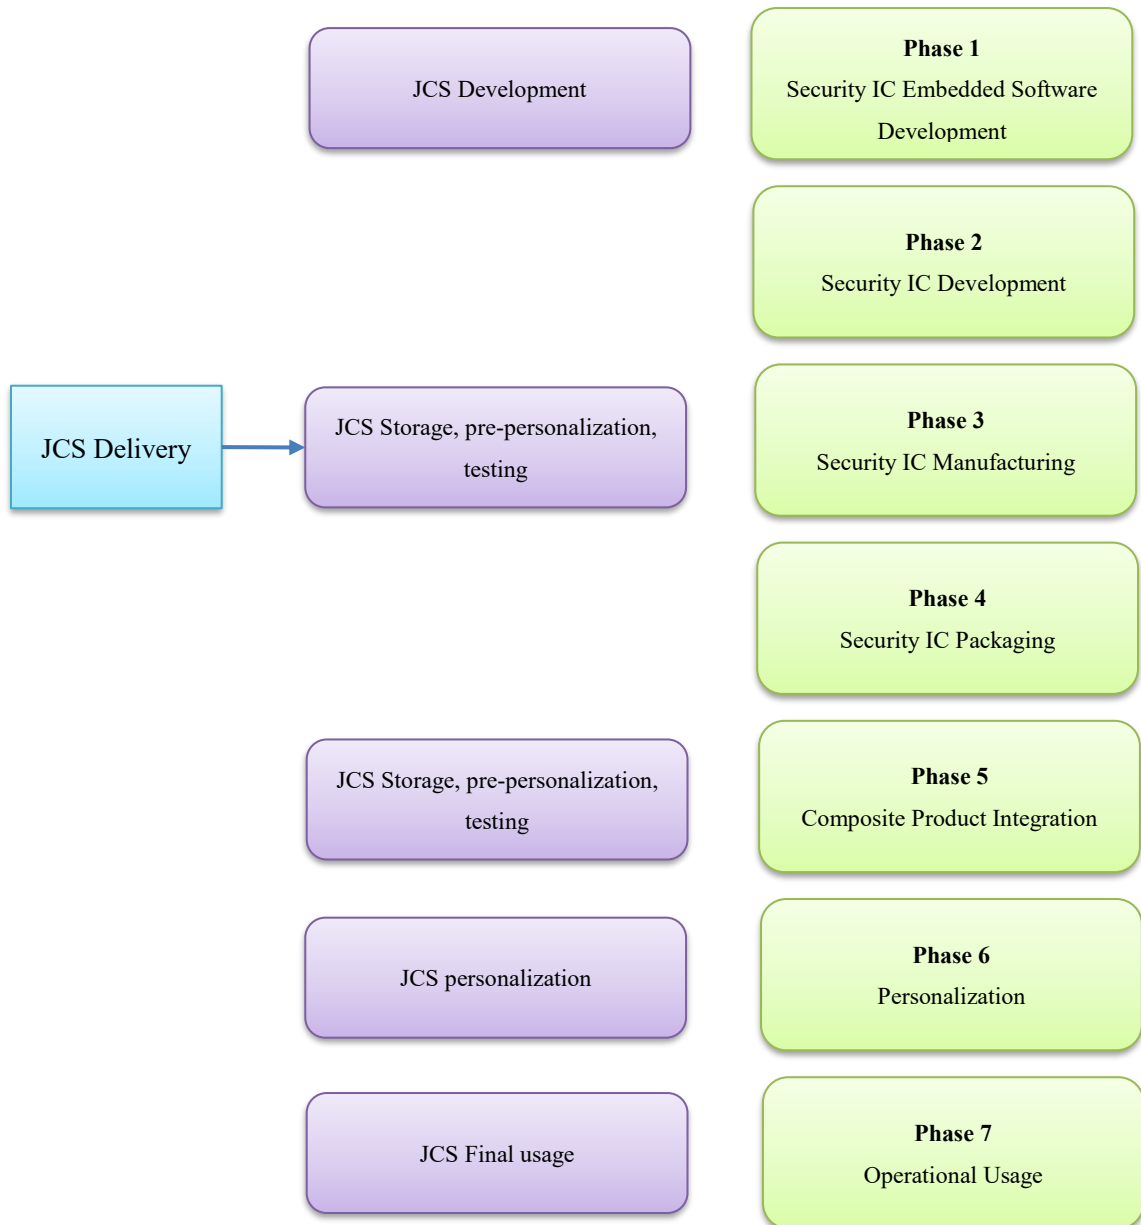 JCS Development
Phase 1
Security IC Embedded Software
Development
Phase 2
Security IC Development
JCS Delivery
JCS Storage, pre-personalization,
testing
Phase 3
Security IC Manufacturing
Phase 4
Security IC Packaging
JCS Storage, pre-personalization,
testing
Phase 5
Composite Product Integration
JCS personalization
Phase 6
Personalization
JCS Final usage
Phase 7
Operational Usage